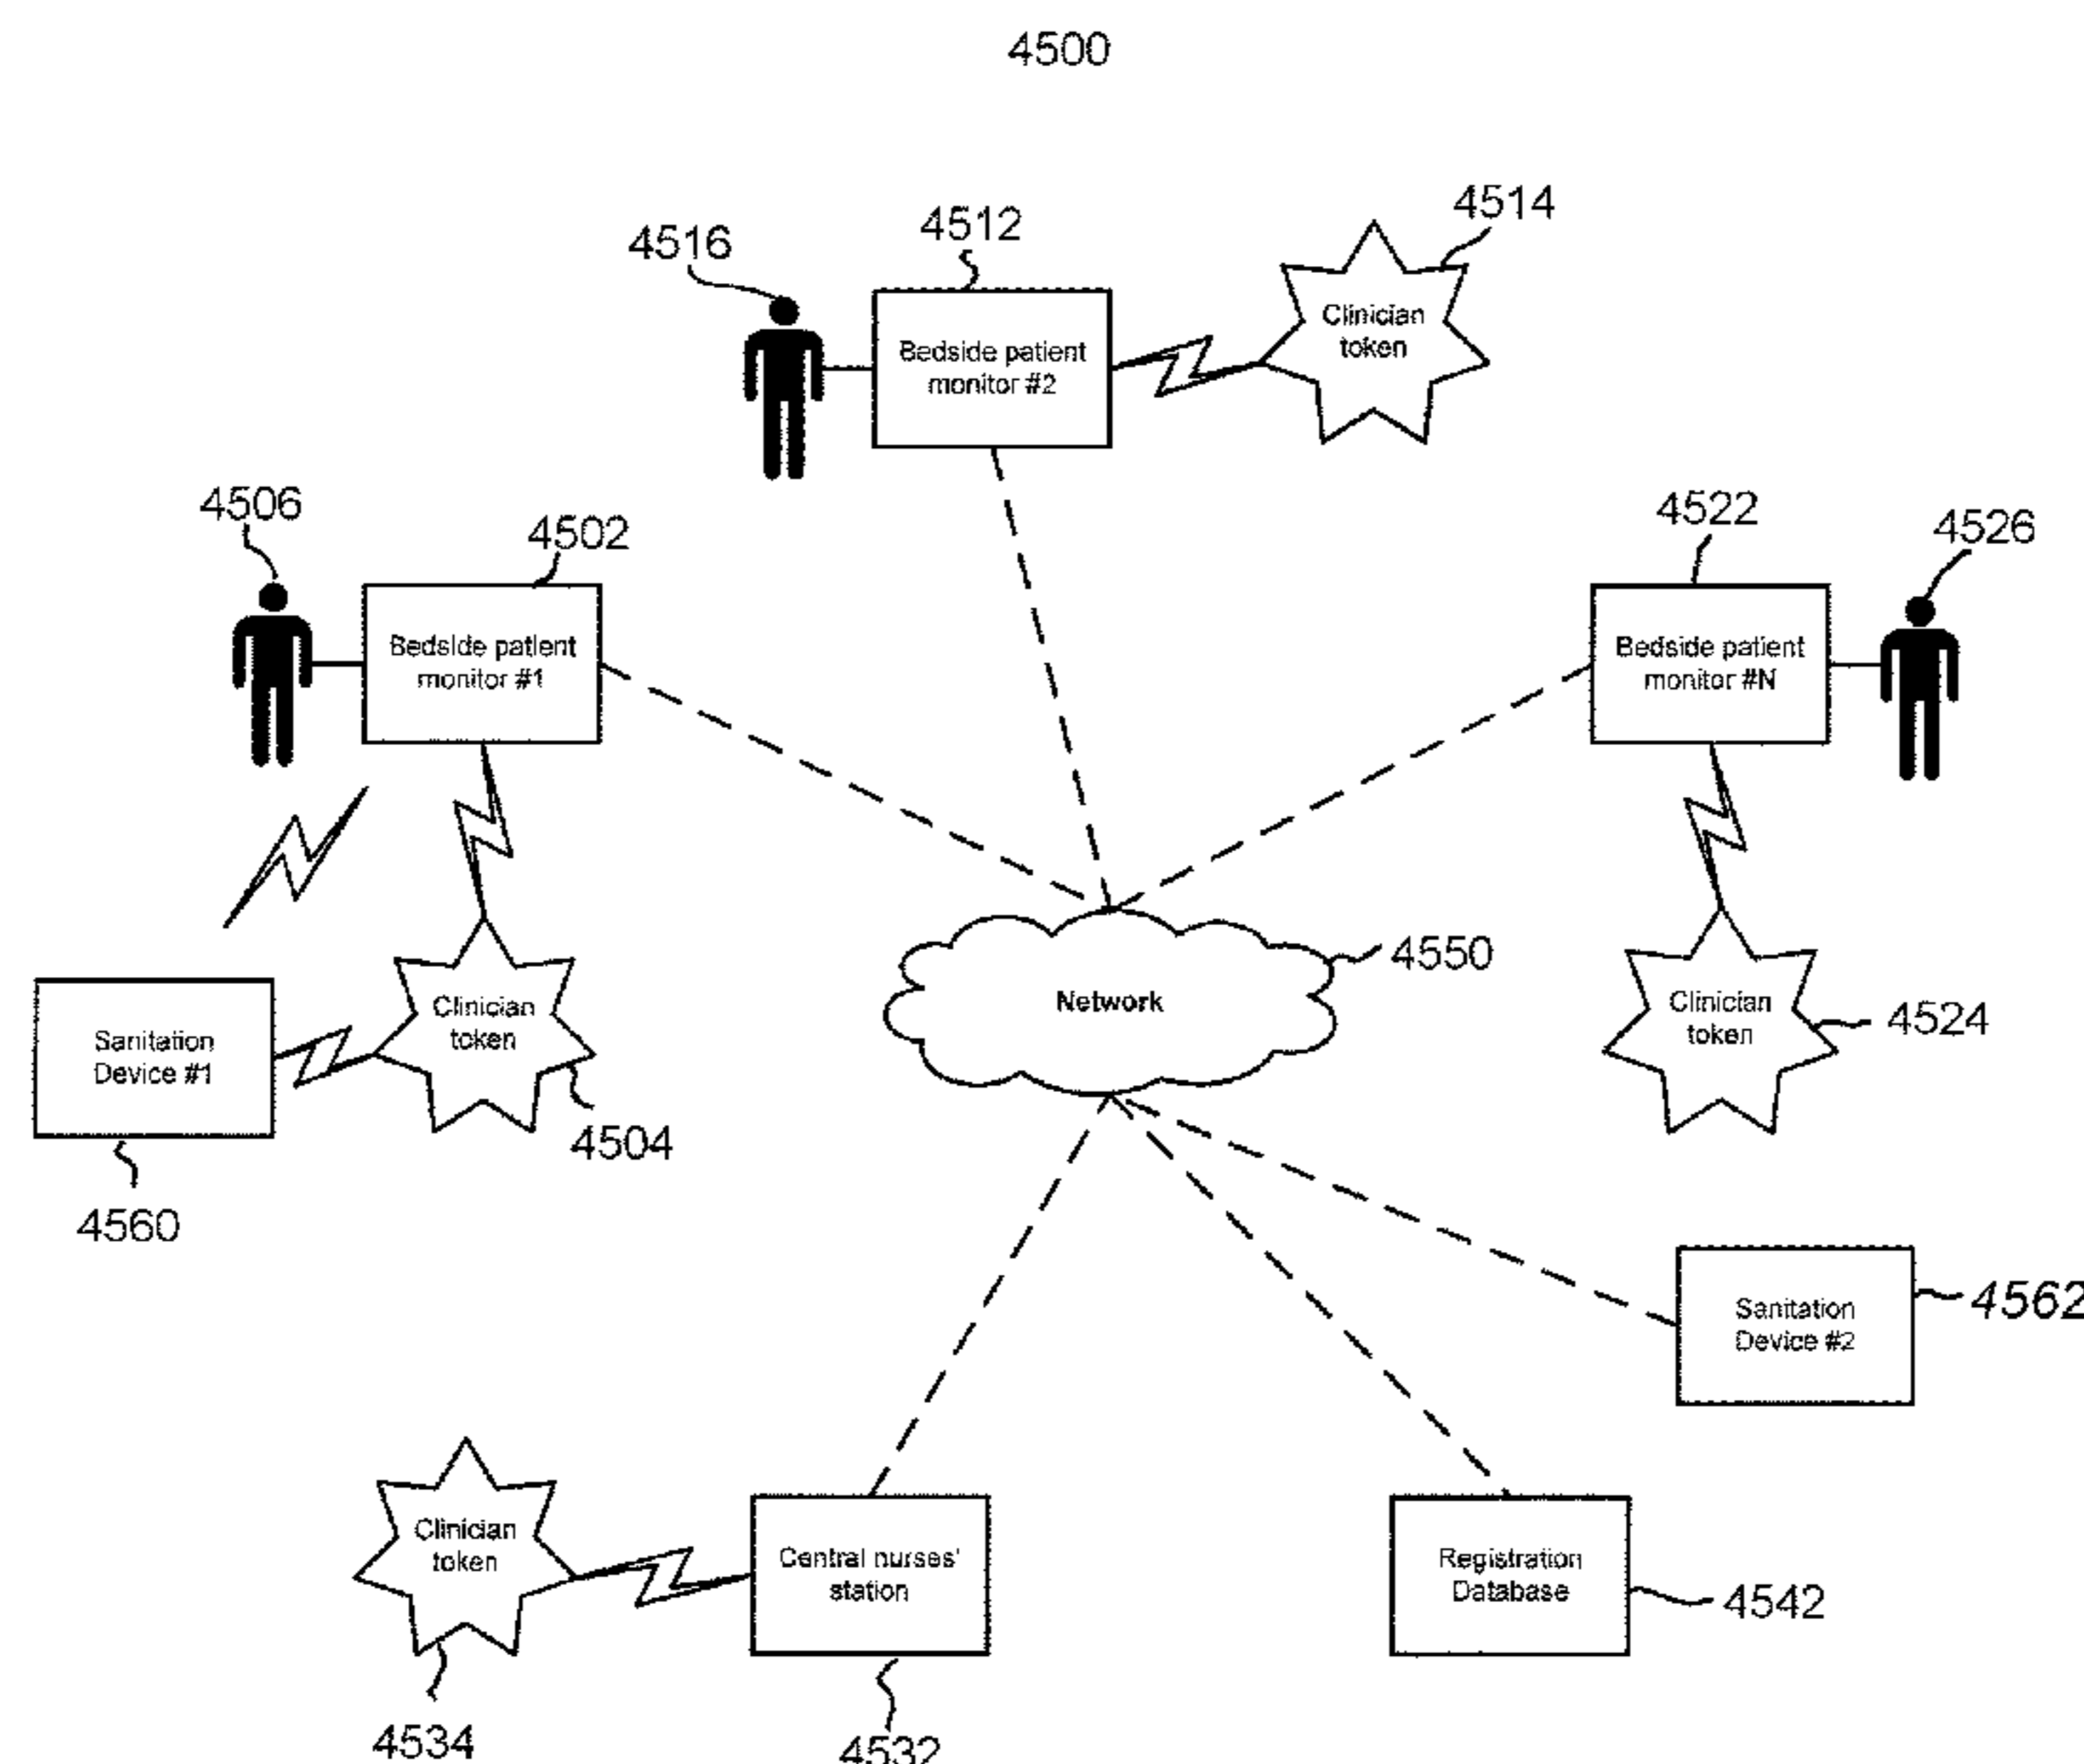 4500
4514
4512
4516
Clinician
token
Bedside patient
monitor #2
4506
4502
4522
4526
Bedside patient
monitor #1
Bedside patient
monitor #N
4550
Network
Clinician
token
Clinician
token
4524
Sanitation
Device #1
4504
4560
Sanitation
Device #2
4562
Clinician
token
Central nurses'
station
Registration
Database
4542
4534
4532